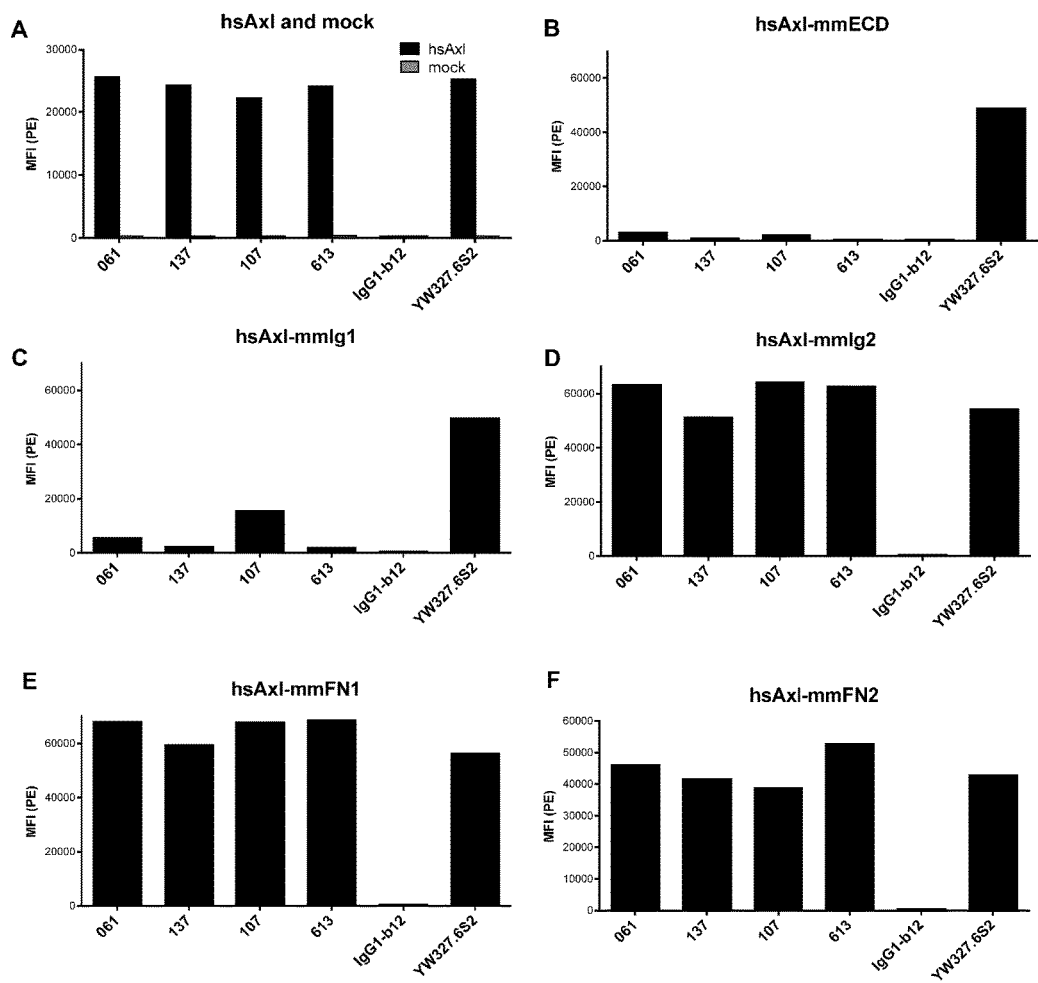 A
hsAxl and mock
hsAxl
mock
MFI (PE)
30000
20000
10000
0
061
137
107
613
IgG1-b12
YW327.6S2
B
hsAxl-mmECD
MFI (PE)
60000
40000
20000
0
061
137
107
613
IgG1-b12
YW327.6S2
C
hsAxl-mmIg1
MFI (PE)
60000
40000
20000
0
061
137
107
613
IgG1-b12
YW327.6S2
D
hsAxl-mmIg2
MFI (PE)
60000
40000
20000
0
061
137
107
613
IgG1-b12
YW327.6S2
E
hsAxl-mmFN1
MFI (PE)
60000
40000
20000
0
061
137
107
613
IgG1-b12
YW327.6S2
F
hsAxl-mmFN2
MFI (PE)
60000
50000
40000
30000
20000
10000
0
061
137
107
613
IgG1-b12
YW327.6S2